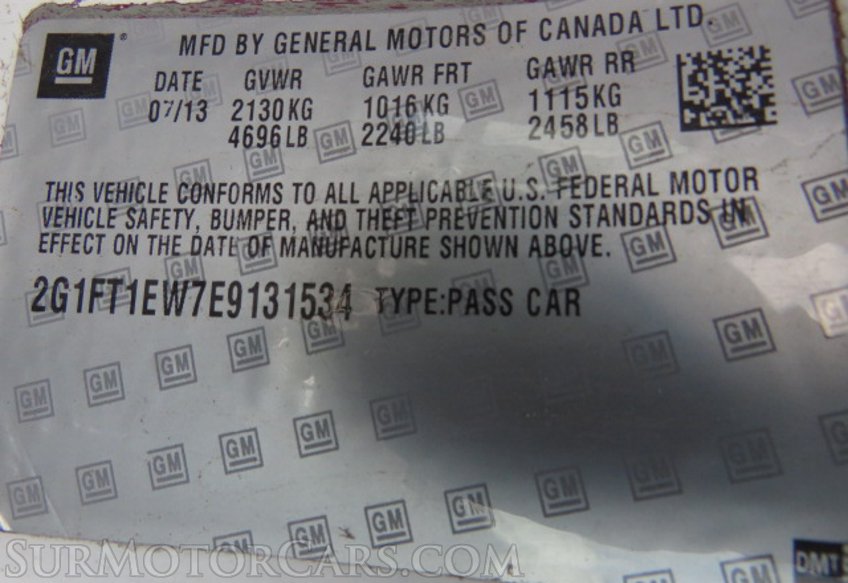 GM
MFD BY GENERAL MOTORS OF CANADA LTD.
DATE GVWR GAWR FRT GAWR RR
07/13 2130KG 1016KG 1115KG
4696LB 2240LB 2458LB
THIS VEHICLE CONFORMS TO ALL APPLICABLE U.S. FEDERAL MOTOR
VEHICLE SAFETY, BUMPER, AND THEFT PREVENTION STANDARDS IN
EFFECT ON THE DATE OF MANUFACTURE SHOWN ABOVE.
2G1FT1EW7E9131534 TYPE:PASS CAR
DMT
SURMOTORCARS.COM